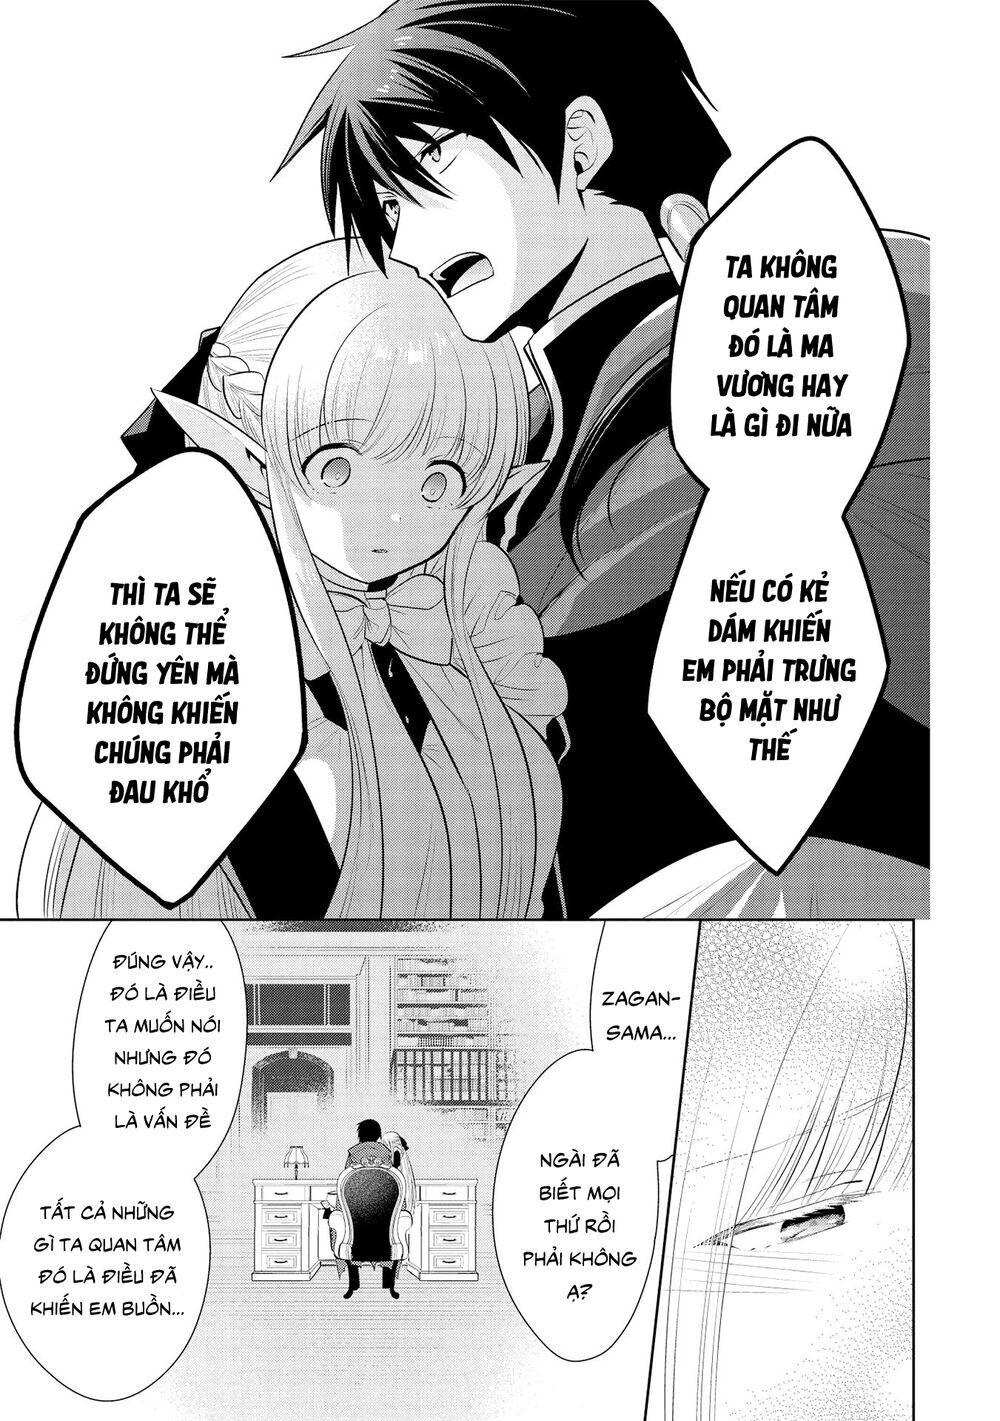 TA KHÔNG
QUAN TÂM
ĐÓ LÀ MA
VƯƠNG HAY
LÀ GÌ ĐI NỮA
NẾU CÓ KẺ
DÁM KHIẾN
EM PHẢI TRƯNG
BỘ MẶT NHƯ
THẾ
THÌ TA SẼ
KHÔNG THỂ
ĐỨNG YÊN MÀ
KHÔNG KHIẾN
CHÚNG PHẢI
ĐAU KHỔ
ZAGAN-
SAMA...
NGÀI ĐÃ
BIẾT MỌI
THỨ RỒI
PHẢI KHÔNG
Ạ?
ĐÚNG VẬY..
ĐÓ LÀ ĐIỀU
TA MUỐN NÓI
NHƯNG ĐÓ
KHÔNG PHẢI
LÀ VẤN ĐỀ
TẤT CẢ NHỮNG
GÌ TA QUAN TÂM
ĐÓ LÀ ĐIỀU ĐÃ
KHIẾN EM BUỒN...